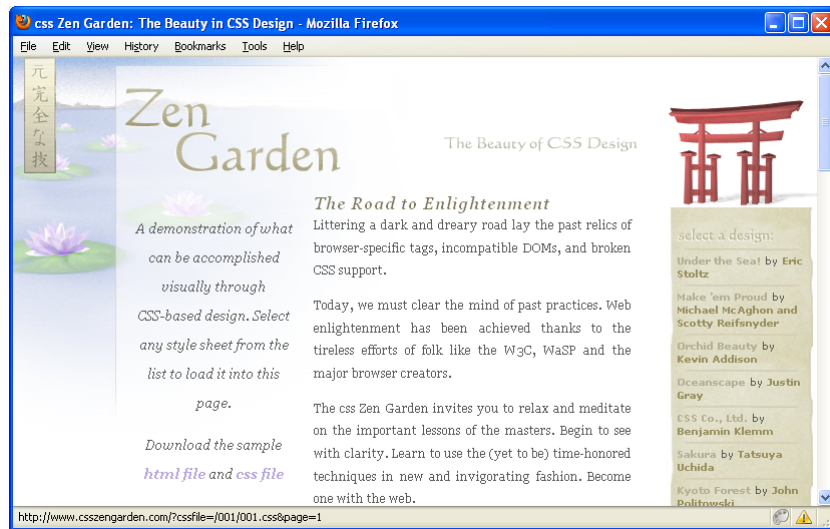 css Zen Garden: The Beauty in CSS Design - Mozilla Firefox
File Edit View History Bookmarks Tools Help
元
完
全
な
技
Zen
Garden
The Beauty of CSS Design
A demonstration of what
can be accomplished
visually through
CSS-based design. Select
any style sheet from the
list to load it into this
page.
Download the sample
html file and css file
The Road to Enlightenment
Littering a dark and dreary road lay the past relics of
browser-specific tags, incompatible DOMs, and broken
CSS support.
Today, we must clear the mind of past practices. Web
enlightenment has been achieved thanks to the
tireless efforts of folk like the W3C, WaSP and the
major browser creators.
The css Zen Garden invites you to relax and meditate
on the important lessons of the masters. Begin to see
with clarity. Learn to use the (yet to be) time-honored
techniques in new and invigorating fashion. Become
one with the web.
select a design:
Under the Sea! by Eric
Stoltz
Make 'em Proud by
Michael McAghon and
Scotty Reifsnyder
Orchid Beauty by
Kevin Addison
Oceanscape by Justin
Gray
CSS Co., Ltd. by
Benjamin Klemm
Sakura by Tatsuya
Uchida
Kyoto Forest by John
Politowski
http://www.csszengarden.com/?cssfile=/001/001.css&page=1